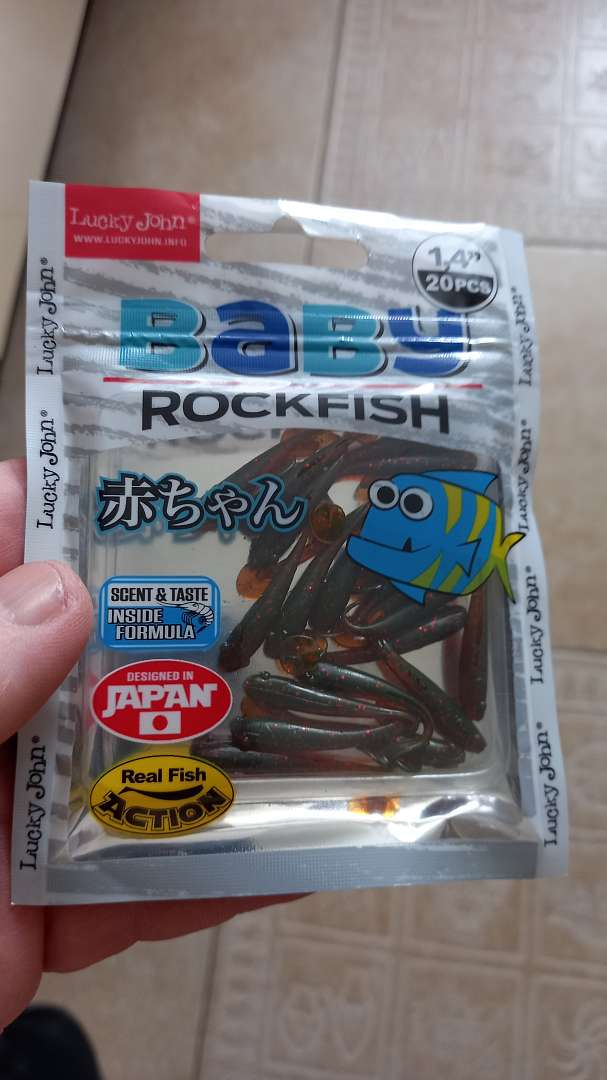 Lucky John®
WWW.LUCKYJOHN.INFO
1,4"
20PCS
BaBy
ROCKFISH
赤ちゃん
SCENT & TASTE
INSIDE
FORMULA
DESIGNED IN
JAPAN
Real Fish
ACTION
Lucky John®
Lucky John®
Lucky John®
Lucky John®
Lucky John®
Lucky John®
Lucky John®
Lucky John®